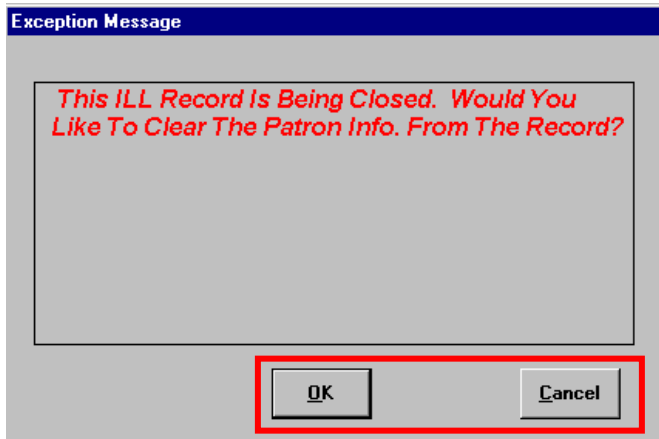 Exception Message
This ILL Record Is Being Closed. Would You
Like To Clear The Patron Info. From The Record?
OK
Cancel